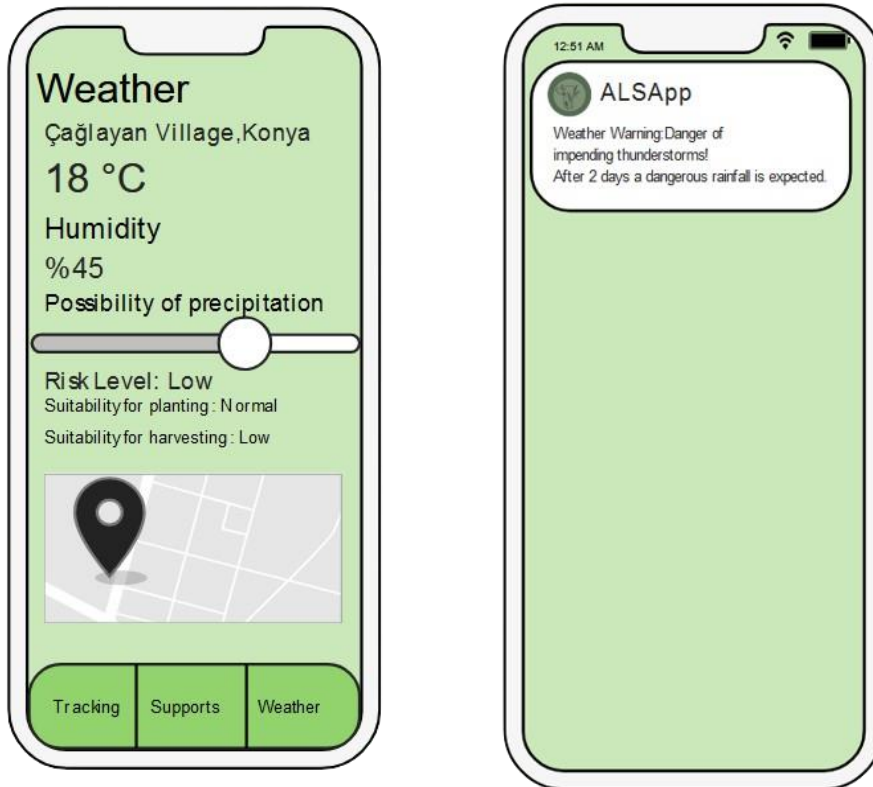 Weather
Çağlayan Village,Konya
18 °C
Humidity
%45
Possibility of precipitation
Risk Level: Low
Suitability for planting : Normal
Suitability for harvesting : Low
Tracking Supports Weather
12:51 AM
ALSApp
Weather Warning:Danger of
impending thunderstorms!
After 2 days a dangerous rainfall is expected.